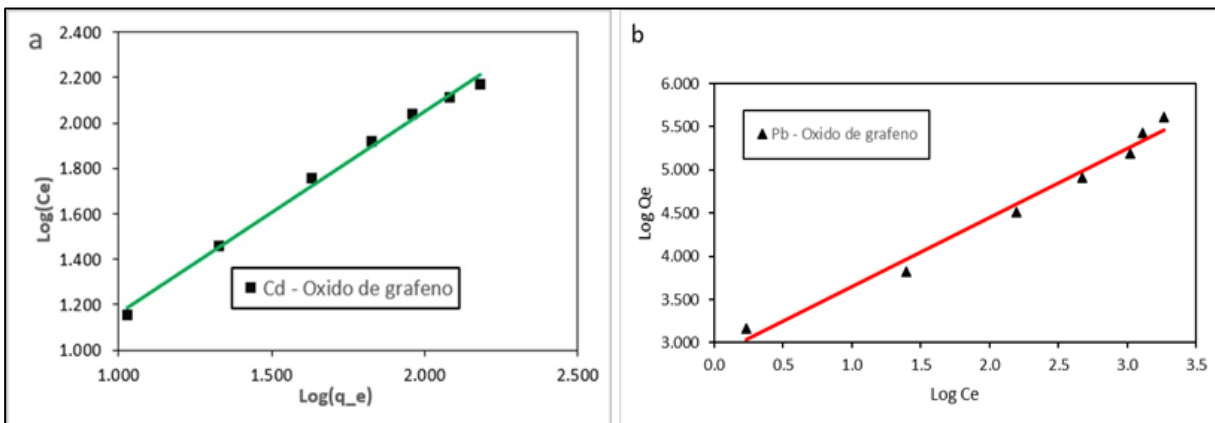 a
2.400
2.200
2.000
1.800
1.600
1.400
1.200
1.000
Log(Ce)
Cd - Oxido de grafeno
1.000 1.500 2.000 2.500
Log(q_e)
b
6.000
5.500
5.000
4.500
4.000
3.500
3.000
Log Qe
Pb - Oxido de grafeno
0.0 0.5 1.0 1.5 2.0 2.5 3.0 3.5
Log Ce